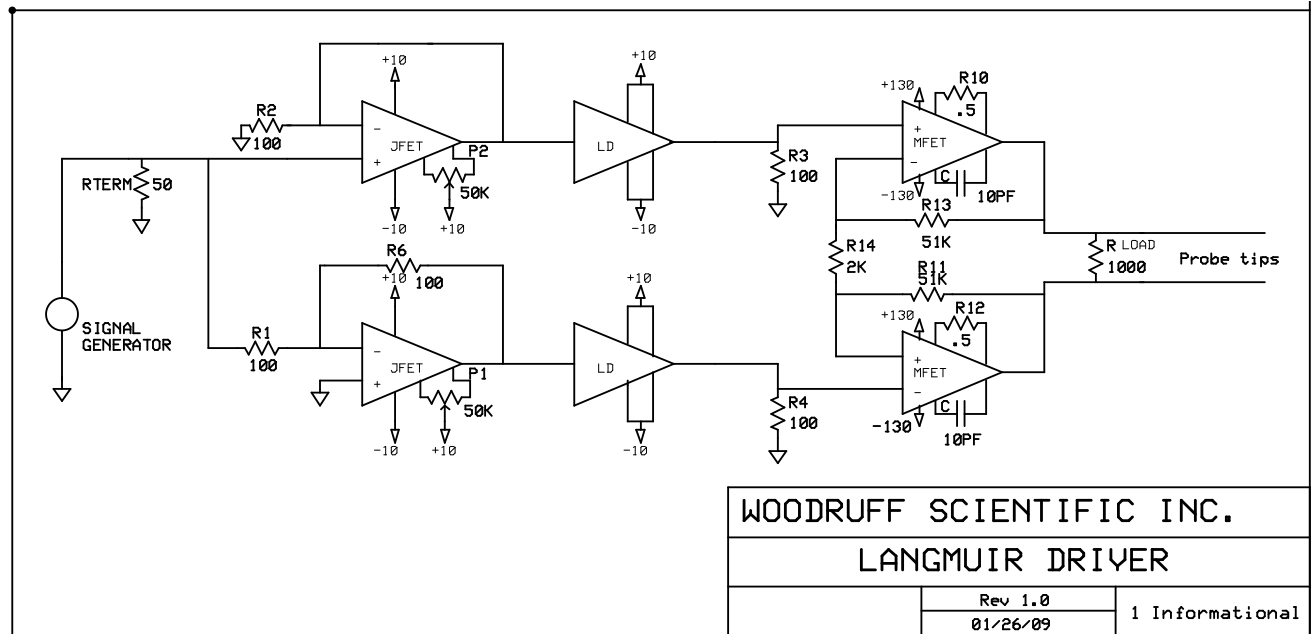 +10
R2
100
-
JFET
+
P2
50K
-10
+10
RTERM
50
SIGNAL
GENERATOR
+10
LD
-10
R3
100
+130
R10
.5
+
MFET
-
-130
C
10PF
R13
51K
R14
2K
R11
51K
R LOAD
1000
Probe tips
R6
100
+10
R1
100
-
JFET
+
P1
50K
-10
+10
+10
LD
-10
R4
100
+130
R12
.5
+
MFET
-
-130
C
10PF
WOODRUFF SCIENTIFIC INC.
LANGMUIR DRIVER
Rev 1.0
01/26/09
1 Informational